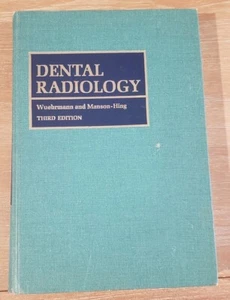 DENTAL
RADIOLOGY
Wuehrmann and Manson-Hing
THIRD EDITION